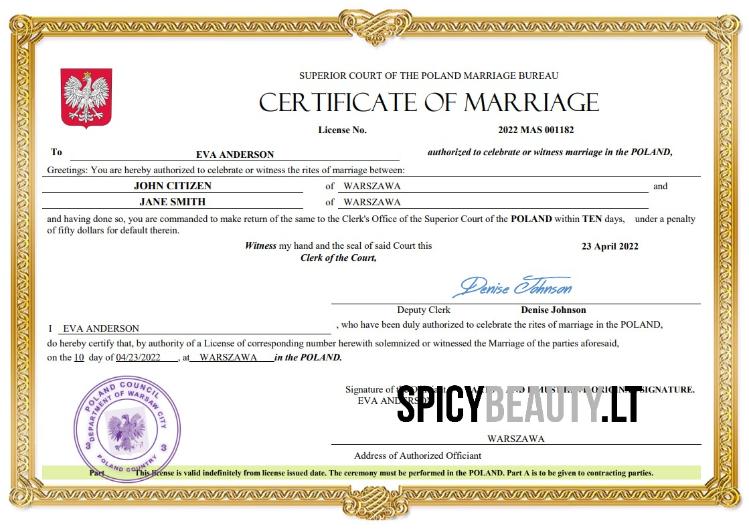 SUPERIOR COURT OF THE POLAND MARRIAGE BUREAU
CERTIFICATE OF MARRIAGE
License No. 2022 MAS 001182
To EVA ANDERSON authorized to celebrate or witness marriage in the POLAND,
Greetings: You are hereby authorized to celebrate or witness the rites of marriage between:
JOHN CITIZEN of WARSZAWA and
JANE SMITH of WARSZAWA
and having done so, you are commanded to make return of the same to the Clerk's Office of the Superior Court of the POLAND within TEN days, under a penalty
of fifty dollars for default therein.
Witness my hand and the seal of said Court this 23 April 2022
Clerk of the Court,
Denise Johnson
Deputy Clerk Denise Johnson
I EVA ANDERSON , who have been duly authorized to celebrate the rites of marriage in the POLAND,
do hereby certify that, by authority of a License of corresponding number herewith solemnized or witnessed the Marriage of the parties aforesaid,
on the 10 day of 04/23/2022 , at WARSZAWA in the POLAND.
POLAND COUNCIL
DEPARTMENT OF WARSAW CITY
3 3
POLAND COUNTRY
Signature of SIGNATURE.
EVA
SPICYBEAUTY.LT
WARSZAWA
Address of Authorized Officiant
Part This license is valid indefinitely from license issued date. The ceremony must be performed in the POLAND. Part A is to be given to contracting parties.